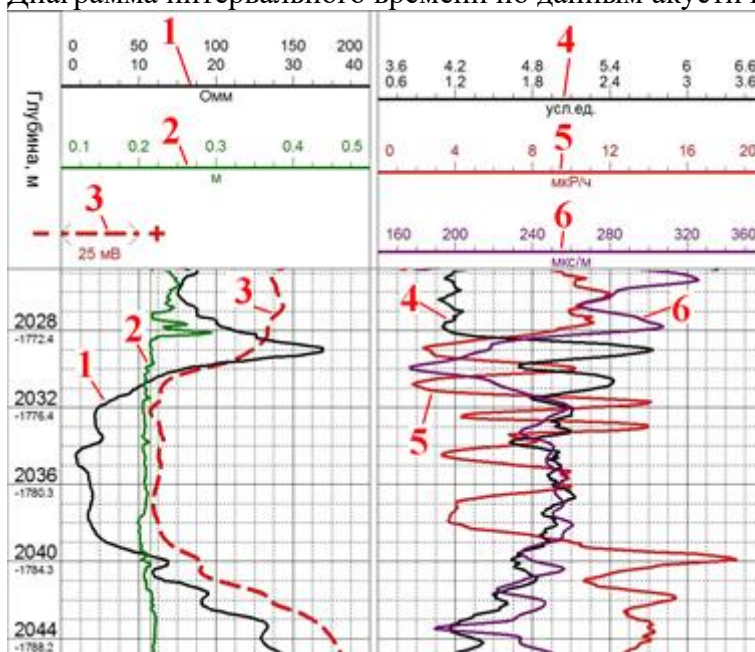 Диаграмма интервального времени по данным акусти
1 4
0 50 100 150 200 3.6 4.2 4.8 5.4 6 6.6
0 10 20 30 40 0.6 1.2 1.8 2.4 3 3.6
Омм усл.ед.
2 5
0.1 0.2 0.3 0.4 0.5 0 4 8 12 16 20
м мкР/ч
Глубина, м
3 6
− + 160 200 240 280 320 360
25 мВ мкс/м
3 4 6
2028
-1772.4
2
1
2032
-1776.4
5
2036
-1780.3
2040
-1784.3
2044
-1788.2